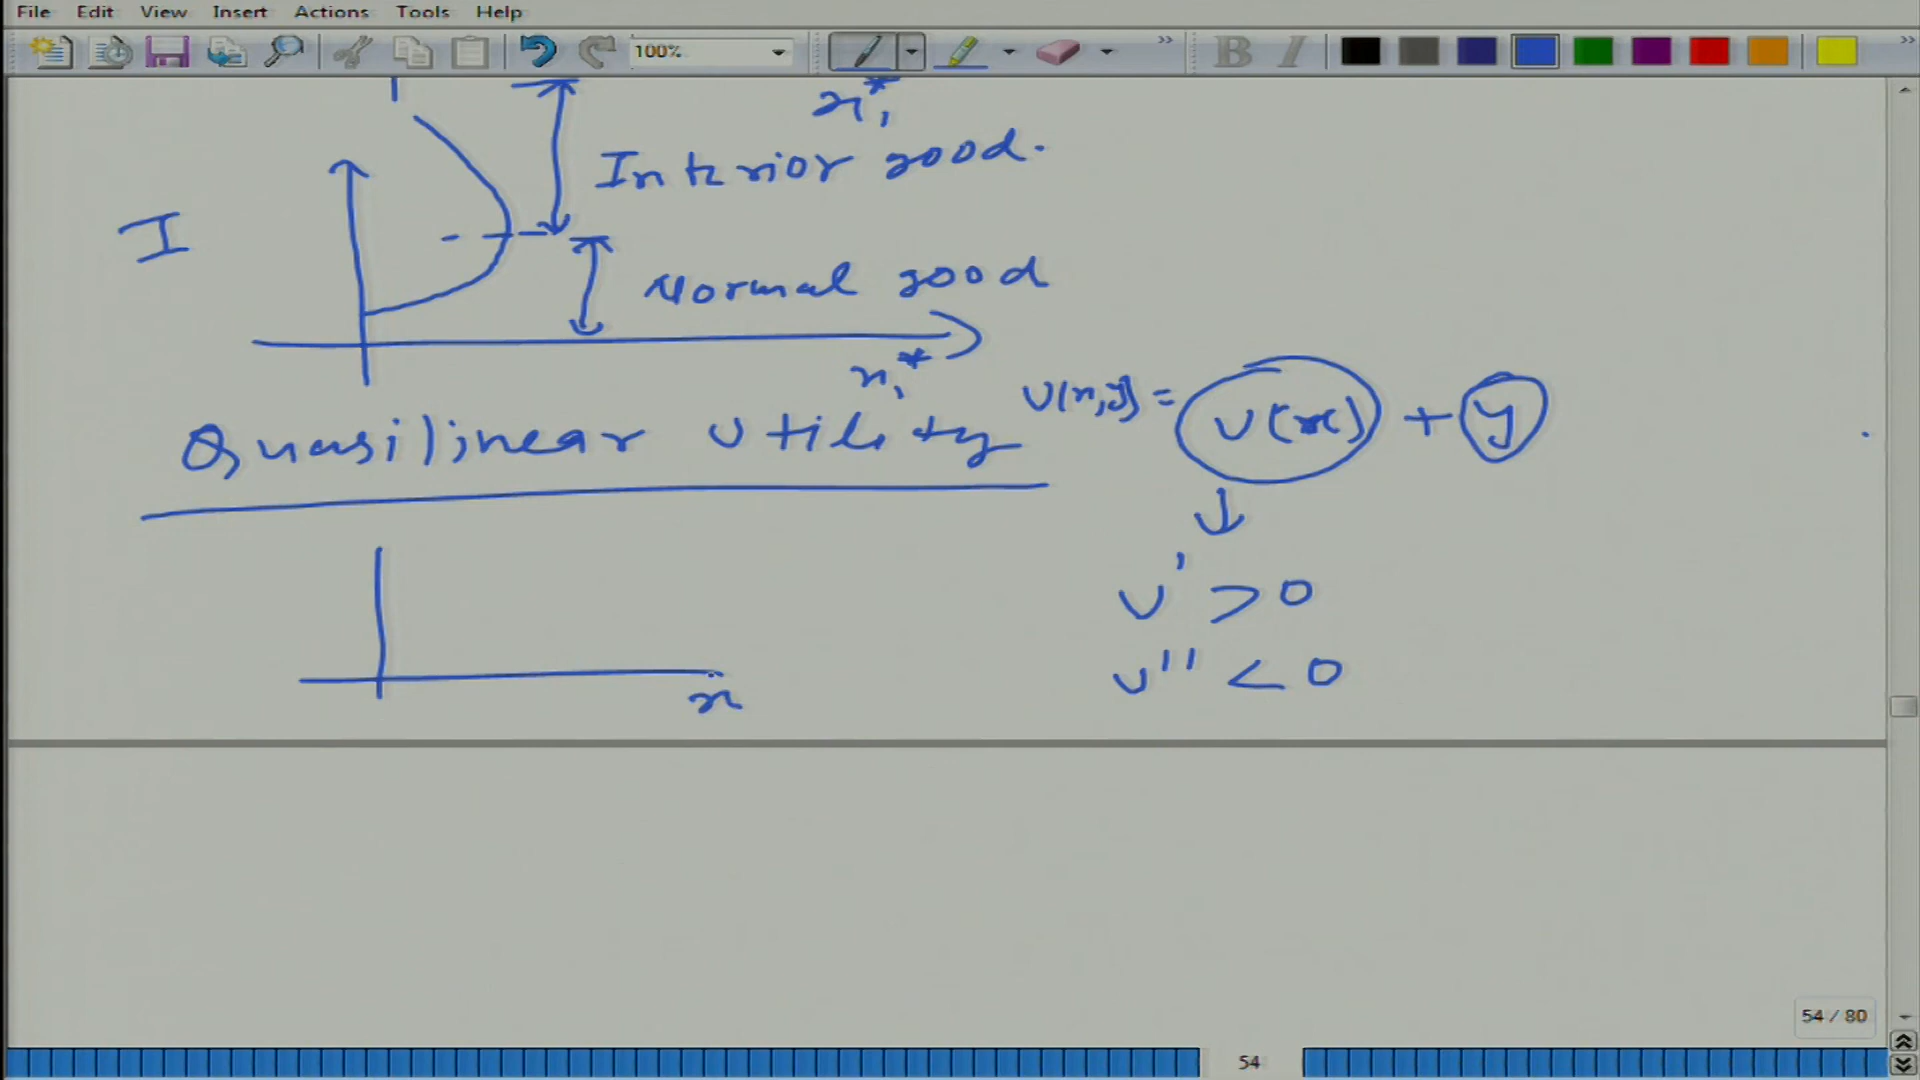 File Edit View Insert Actions Tools Help
100% B I
x₁*
Inferior good.
I
Normal good
x₁*
Quasilinear utility U(x,y) = v(x) + y
v' > 0
v'' < 0
x
54 / 80
54